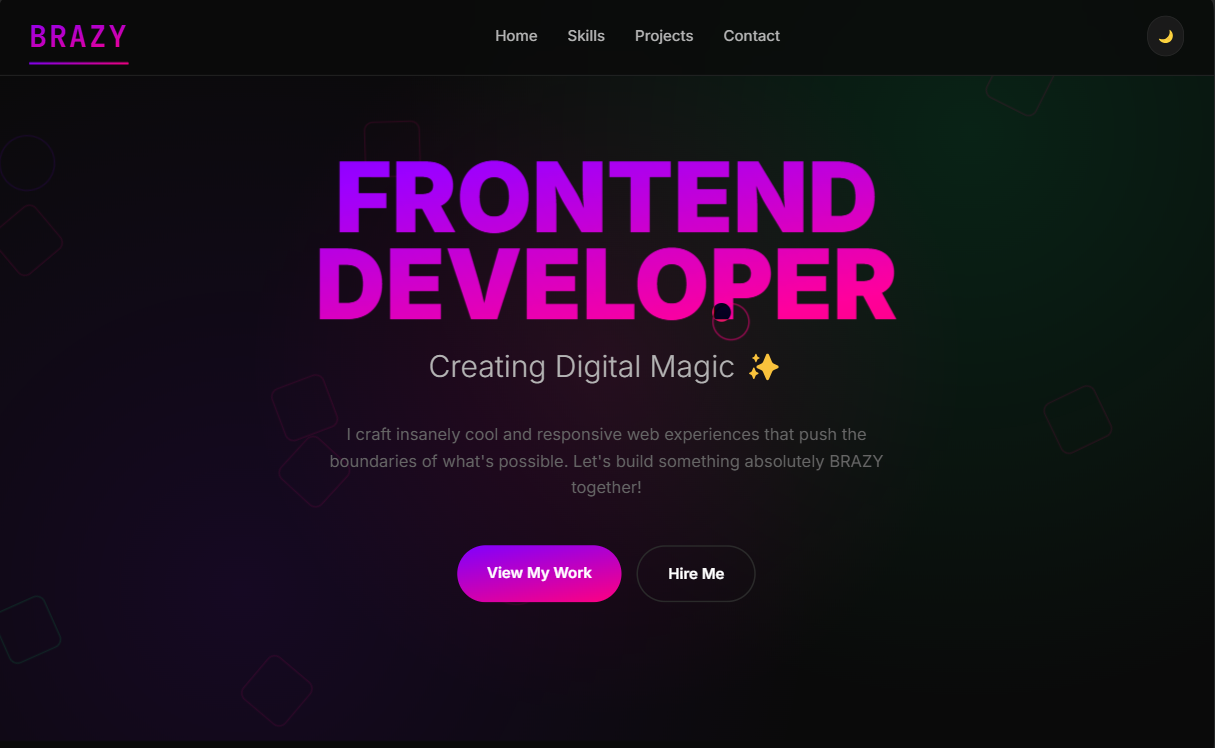 BRAZY
Home Skills Projects Contact
FRONTEND
DEVELOPER
Creating Digital Magic ✨
I craft insanely cool and responsive web experiences that push the
boundaries of what's possible. Let's build something absolutely BRAZY
together!
View My Work Hire Me